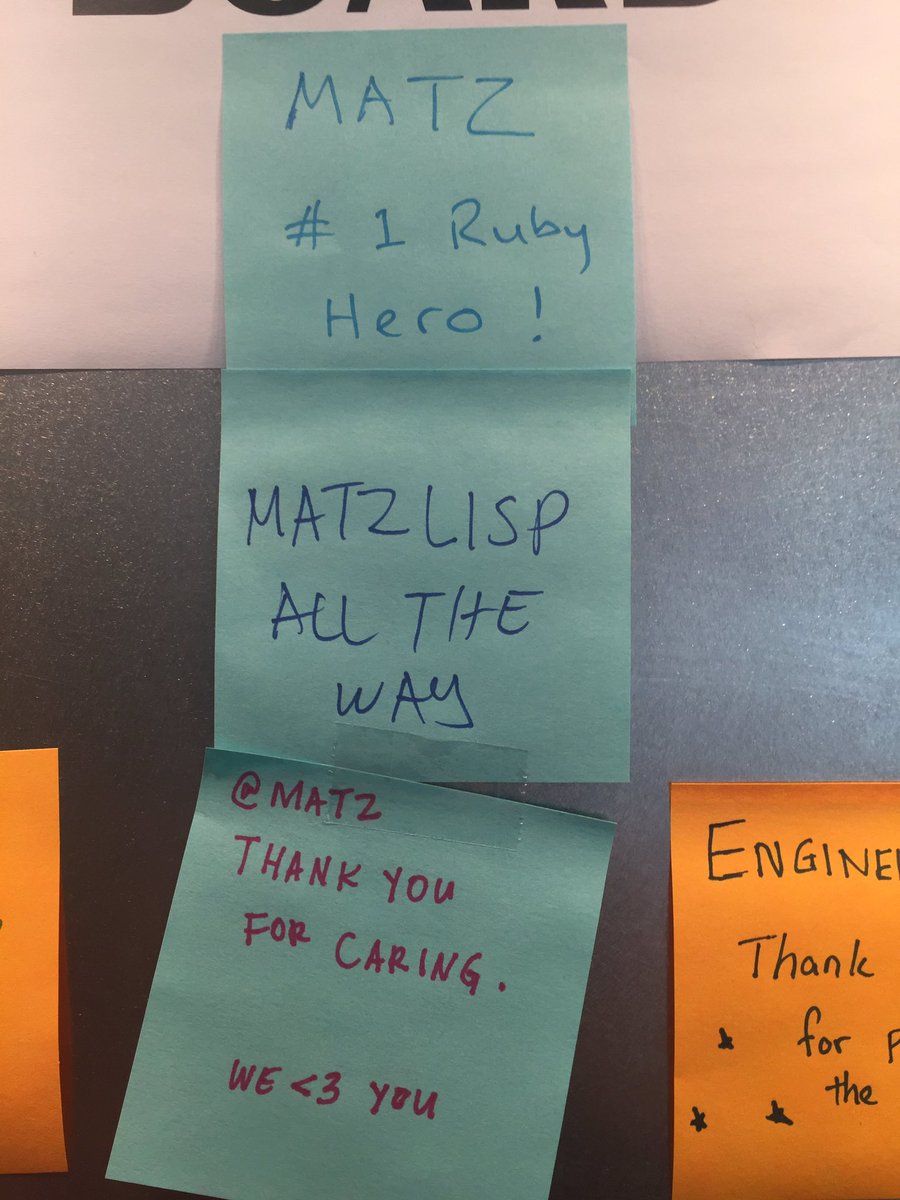 BOARD
MATZ
# 1 Ruby
Hero !
MATZLISP
ALL THE
WAY
@MATZ
THANK YOU
FOR CARING.
WE <3 YOU
Thank
for
the